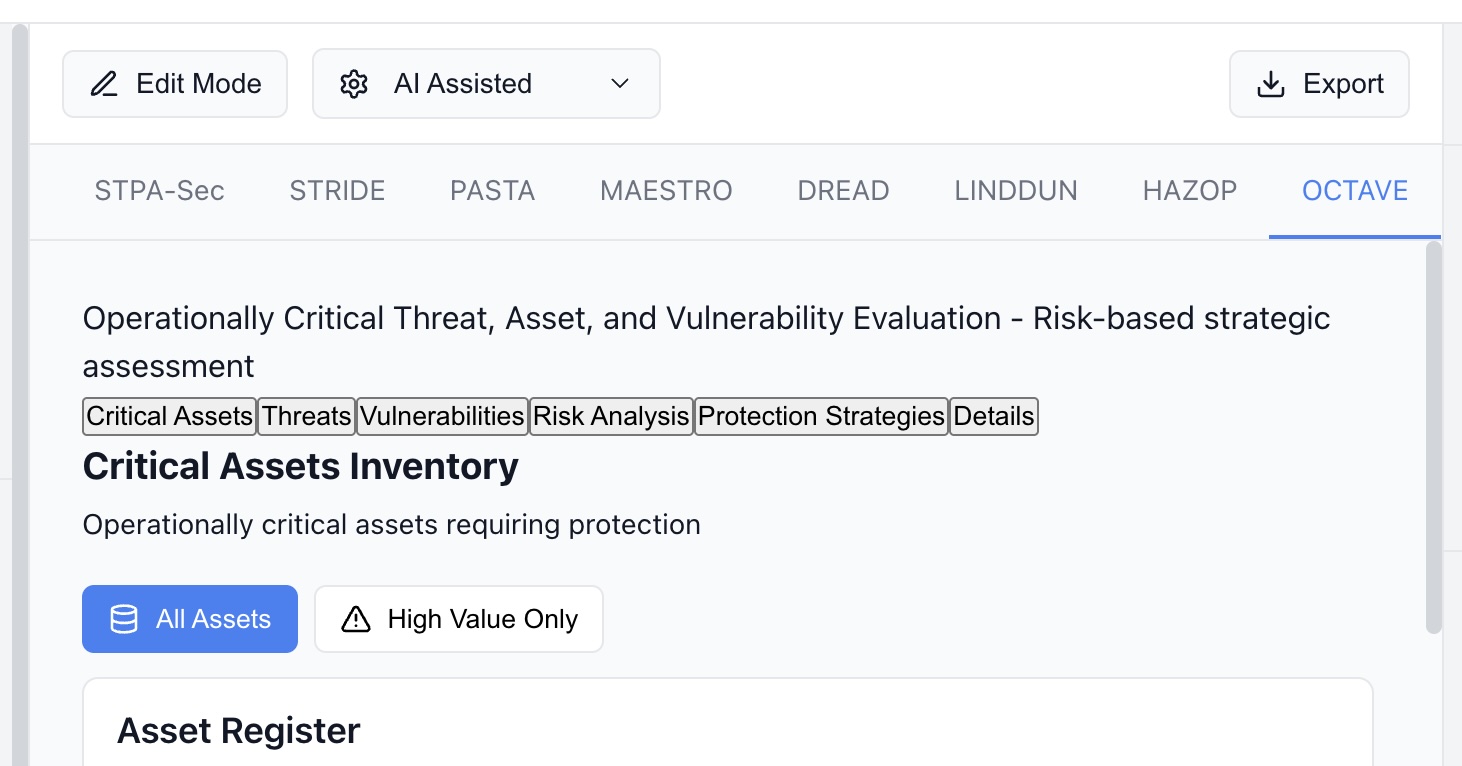 Edit Mode AI Assisted Export
STPA-Sec STRIDE PASTA MAESTRO DREAD LINDDUN HAZOP OCTAVE
Operationally Critical Threat, Asset, and Vulnerability Evaluation - Risk-based strategic
assessment
Critical Assets Threats Vulnerabilities Risk Analysis Protection Strategies Details
Critical Assets Inventory
Operationally critical assets requiring protection
All Assets High Value Only
Asset Register